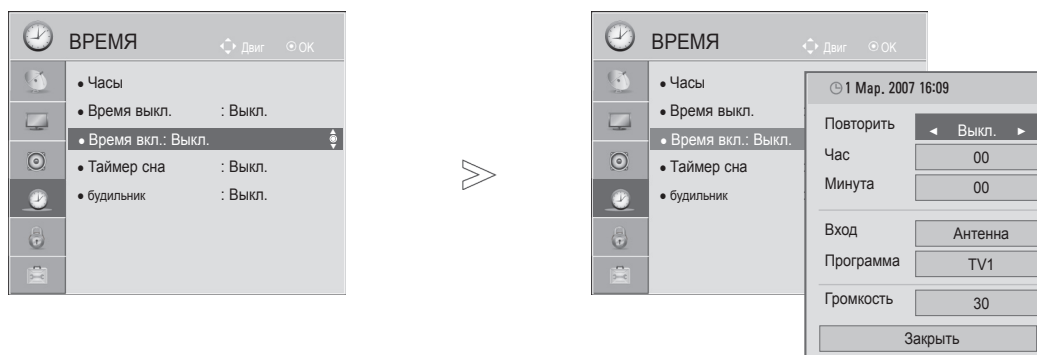 ВРЕМЯ Двиг OK
• Часы
• Время выкл. : Выкл.
• Время вкл.: Выкл.
• Таймер сна : Выкл.
• будильник : Выкл.
ВРЕМЯ Двиг OK
• Часы
• Время выкл. :
• Время вкл.: Выкл.
• Таймер сна :
• будильник :
1 Мар. 2007 16:09
Повторить ◄ Выкл. ►
Час 00
Минута 00
Вход Антенна
Программа TV1
Громкость 30
Закрыть